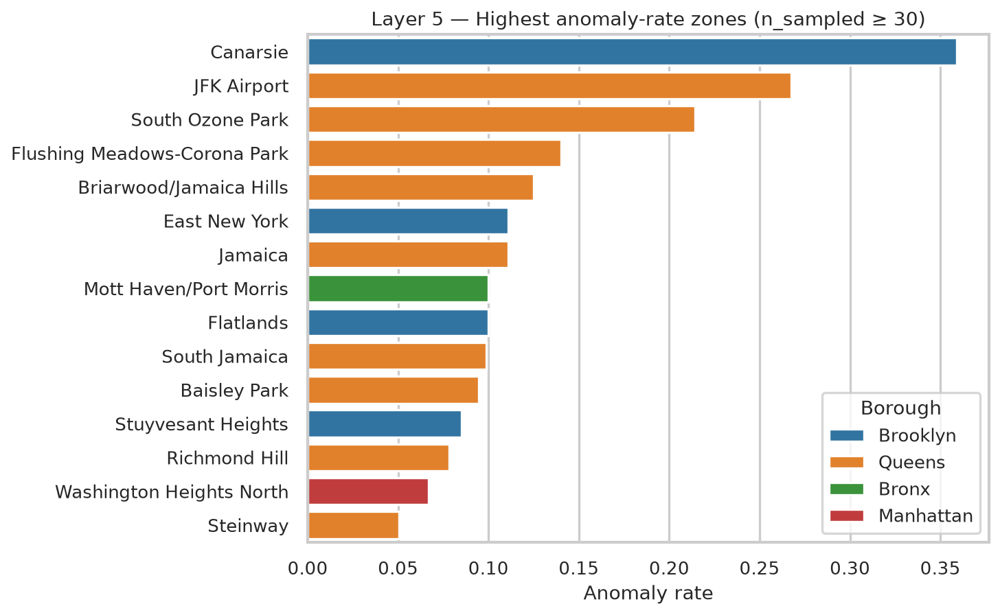 Layer 5 — Highest anomaly-rate zones (n_sampled ≥ 30)
Canarsie
JFK Airport
South Ozone Park
Flushing Meadows-Corona Park
Briarwood/Jamaica Hills
East New York
Jamaica
Mott Haven/Port Morris
Flatlands
South Jamaica
Baisley Park
Stuyvesant Heights
Richmond Hill
Washington Heights North
Steinway
Borough
Brooklyn
Queens
Bronx
Manhattan
0.00 0.05 0.10 0.15 0.20 0.25 0.30 0.35
Anomaly rate